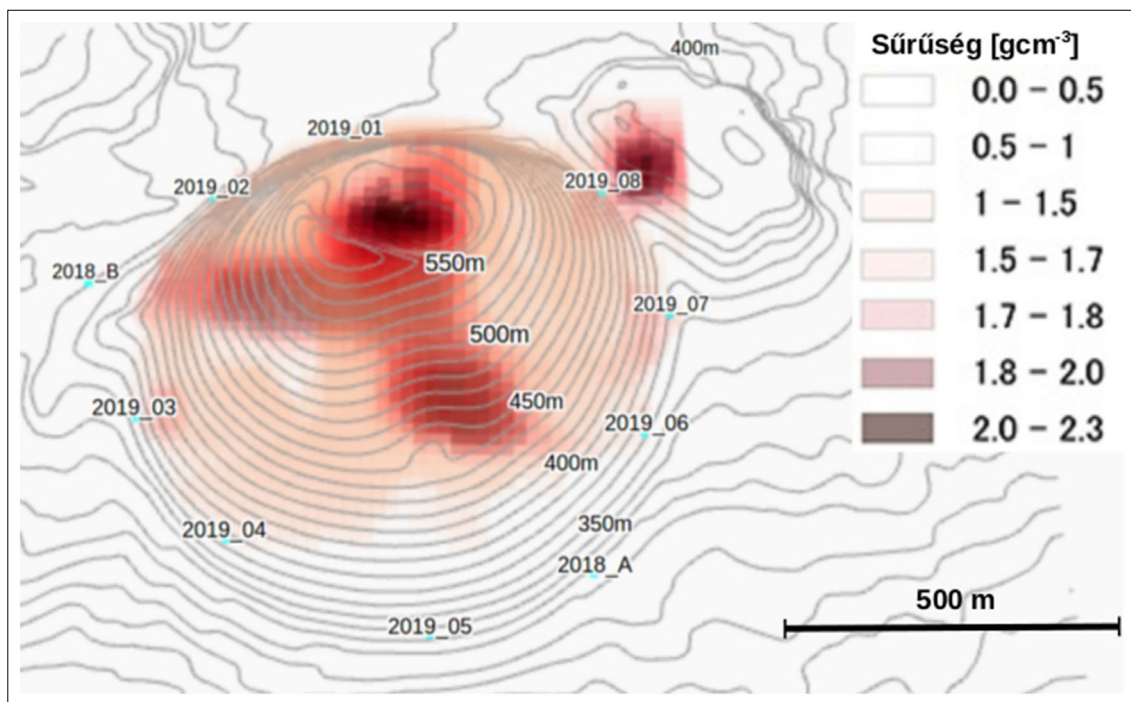 400m
Sűrűség [gcm-3]
0.0 – 0.5
0.5 – 1
1 – 1.5
1.5 – 1.7
1.7 – 1.8
1.8 – 2.0
2.0 – 2.3
2019_01
2019_02
2019_08
2018_B
550m
2019_07
500m
2019_03
450m
2019_06
400m
2019_04
350m
2018_A
2019_05
500 m